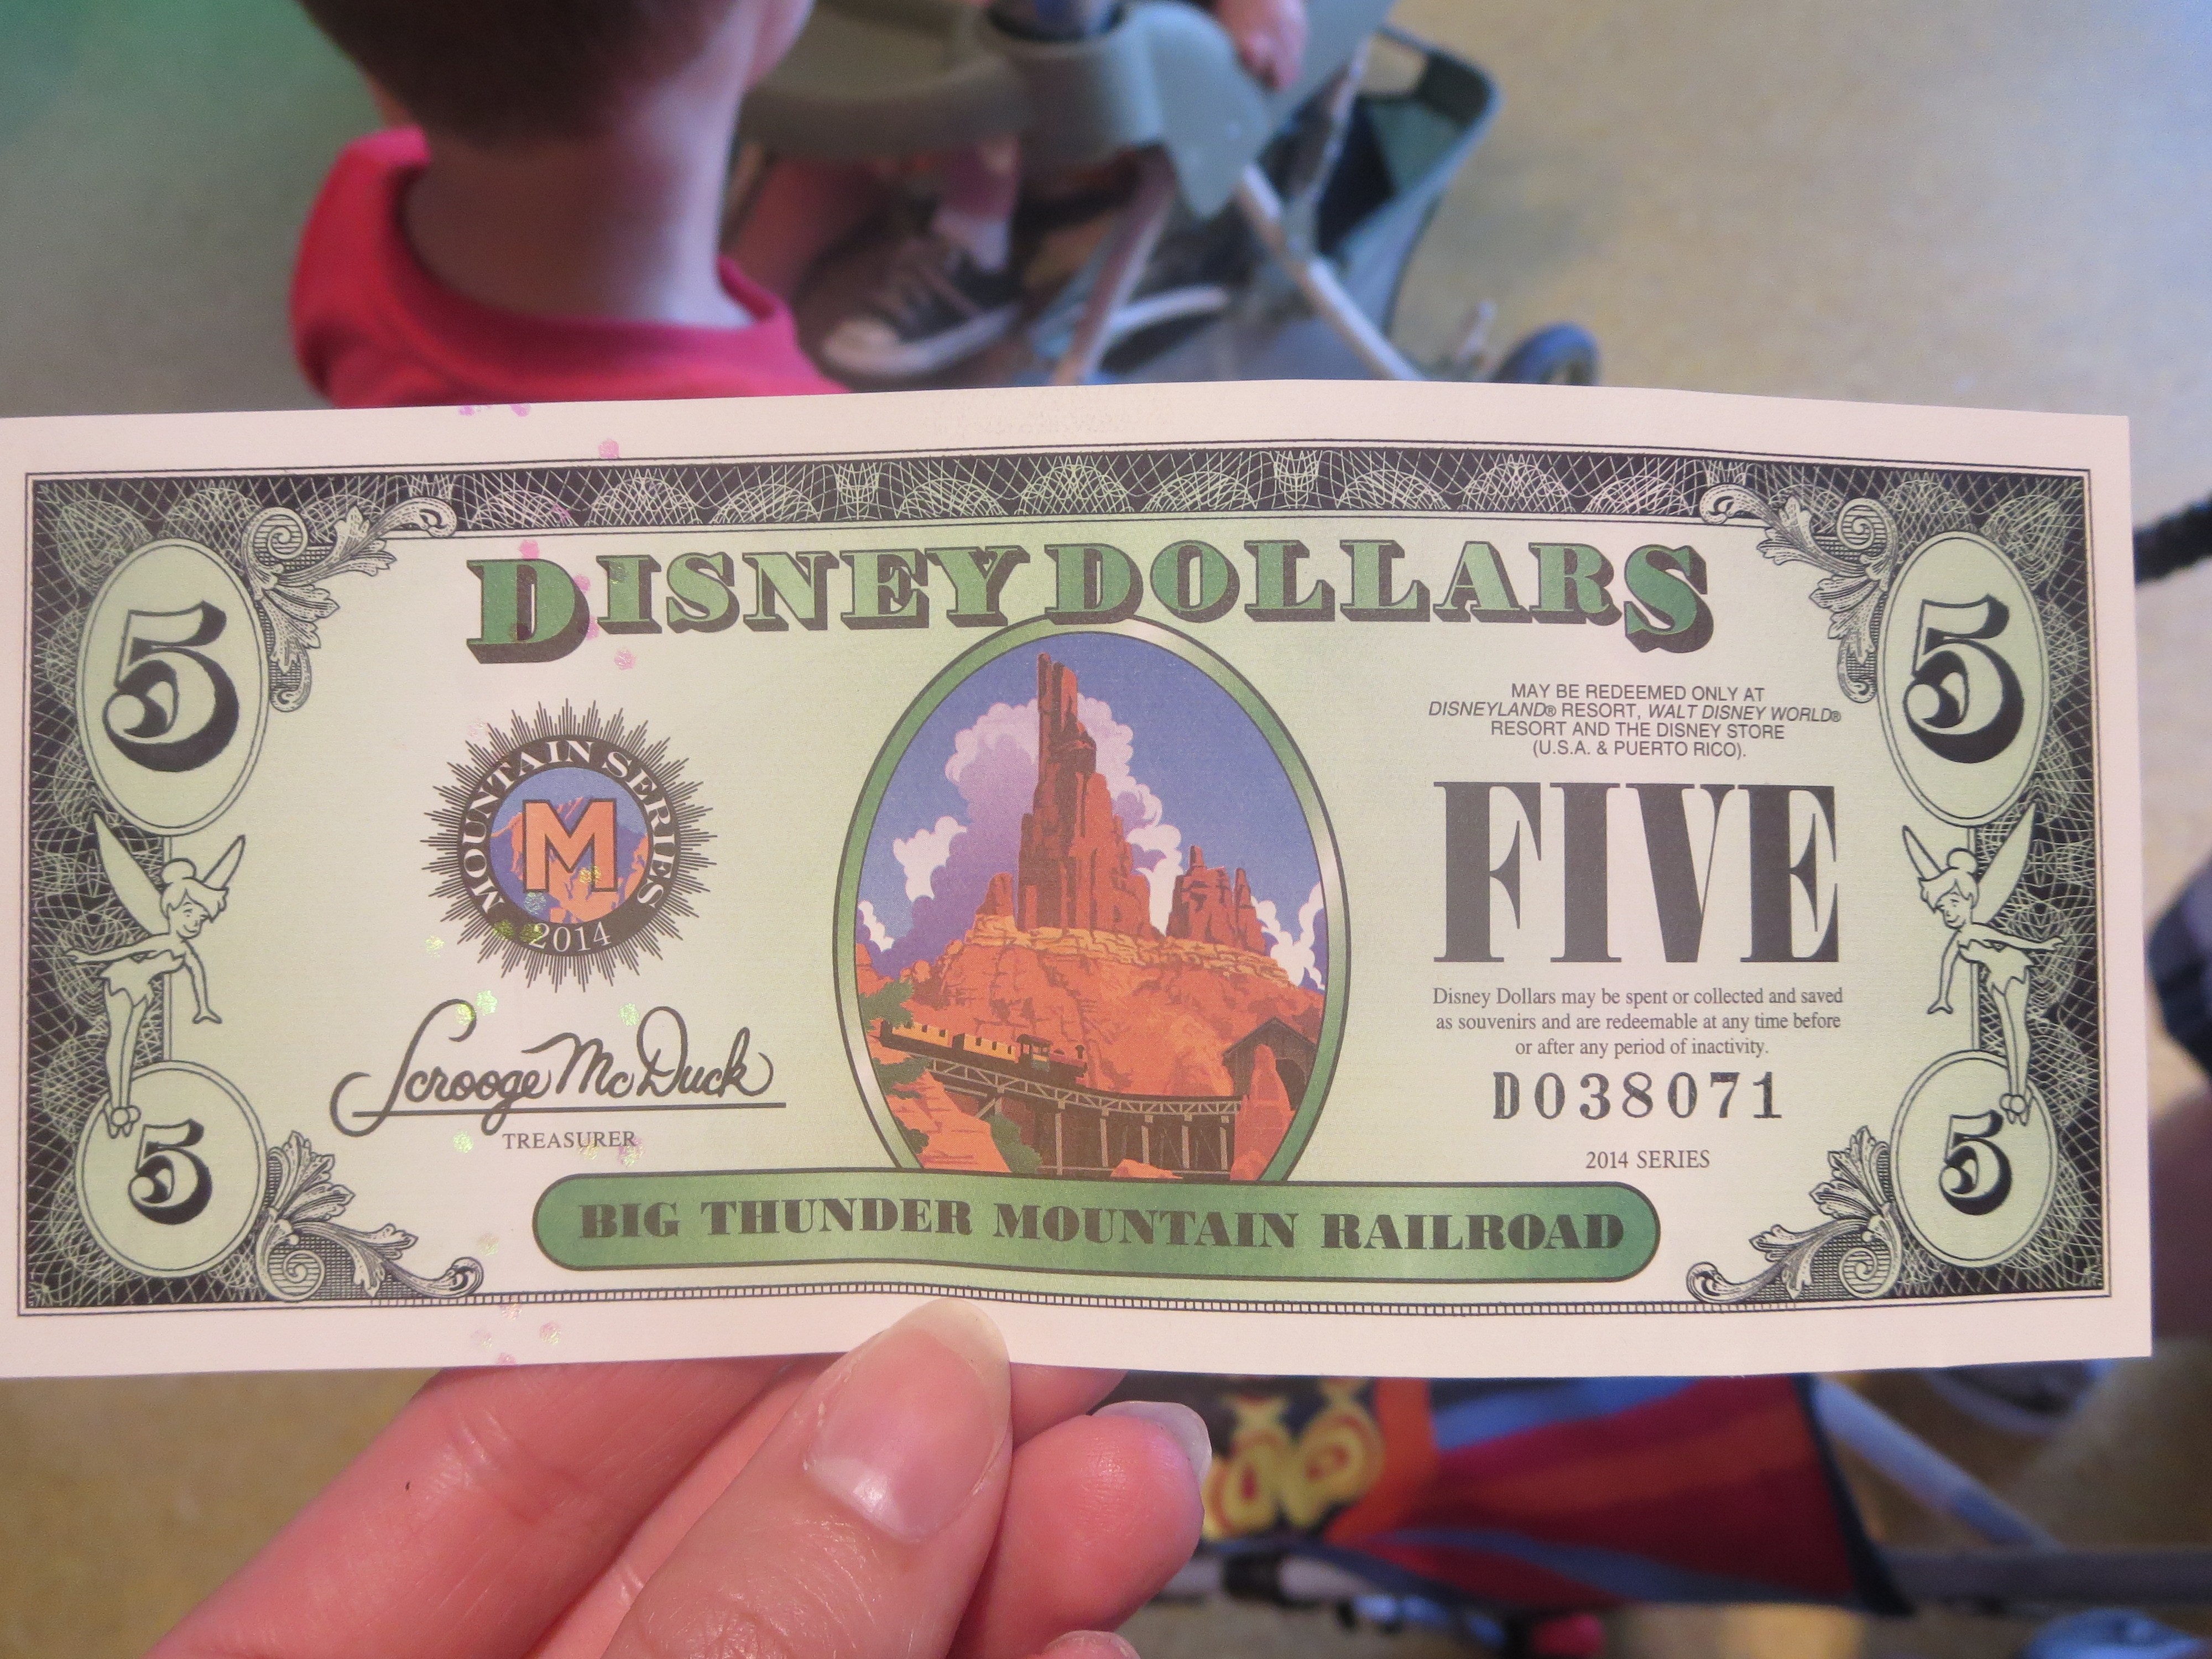 DISNEY DOLLARS
5
5
MOUNTAIN SERIES
M
2014
MAY BE REDEEMED ONLY AT
DISNEYLAND® RESORT, WALT DISNEY WORLD®
RESORT AND THE DISNEY STORE
(U.S.A. & PUERTO RICO).
FIVE
Disney Dollars may be spent or collected and saved
as souvenirs and are redeemable at any time before
or after any period of inactivity.
D038071
2014 SERIES
Scrooge McDuck
TREASURER
5
5
BIG THUNDER MOUNTAIN RAILROAD